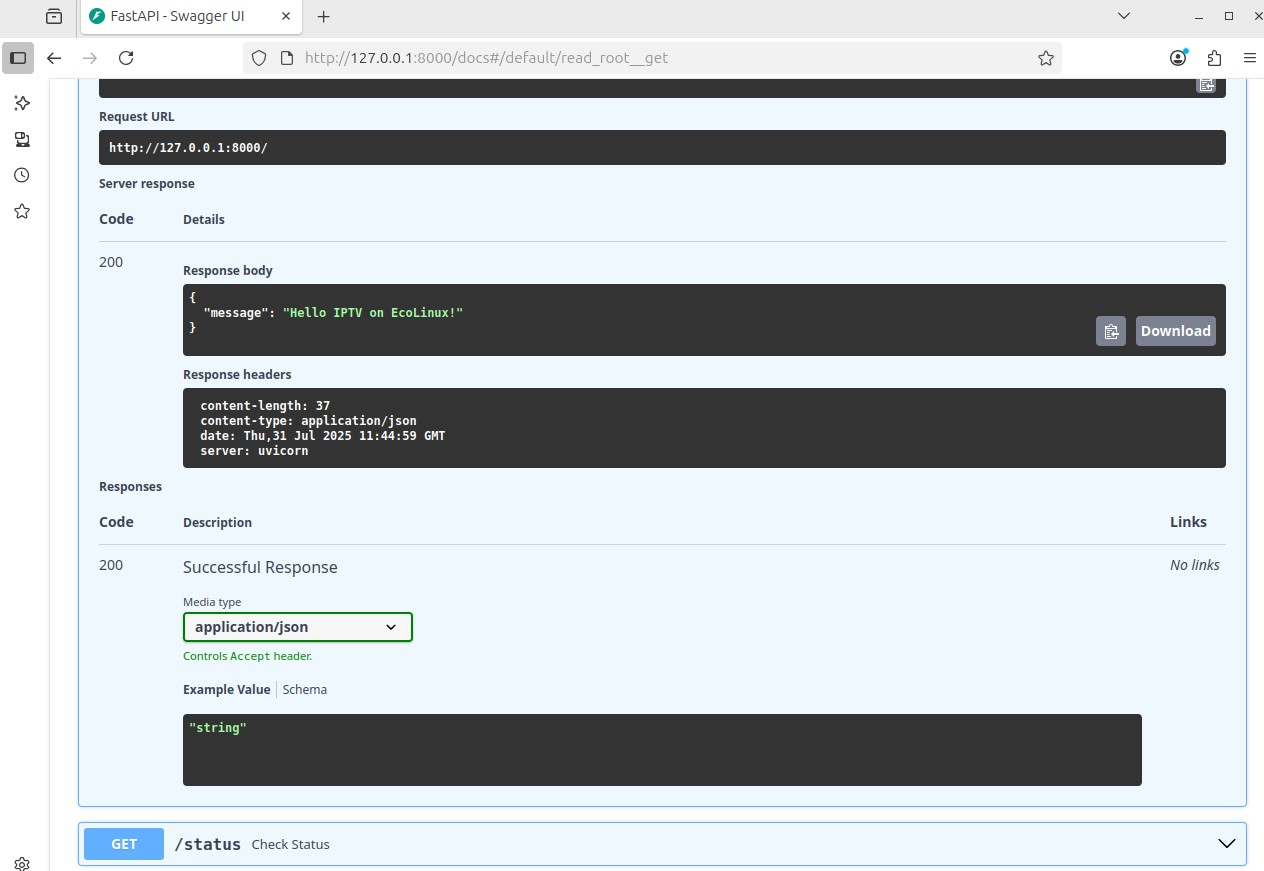 FastAPI - Swagger UI
http://127.0.0.1:8000/docs#/default/read_root__get
Request URL
http://127.0.0.1:8000/
Server response
Code Details
200
Response body
{
"message": "Hello IPTV on EcoLinux!"
}
Download
Response headers
content-length: 37
content-type: application/json
date: Thu,31 Jul 2025 11:44:59 GMT
server: uvicorn
Responses
Code Description Links
200 Successful Response No links
Media type
application/json
Controls Accept header.
Example Value Schema
"string"
GET /status Check Status